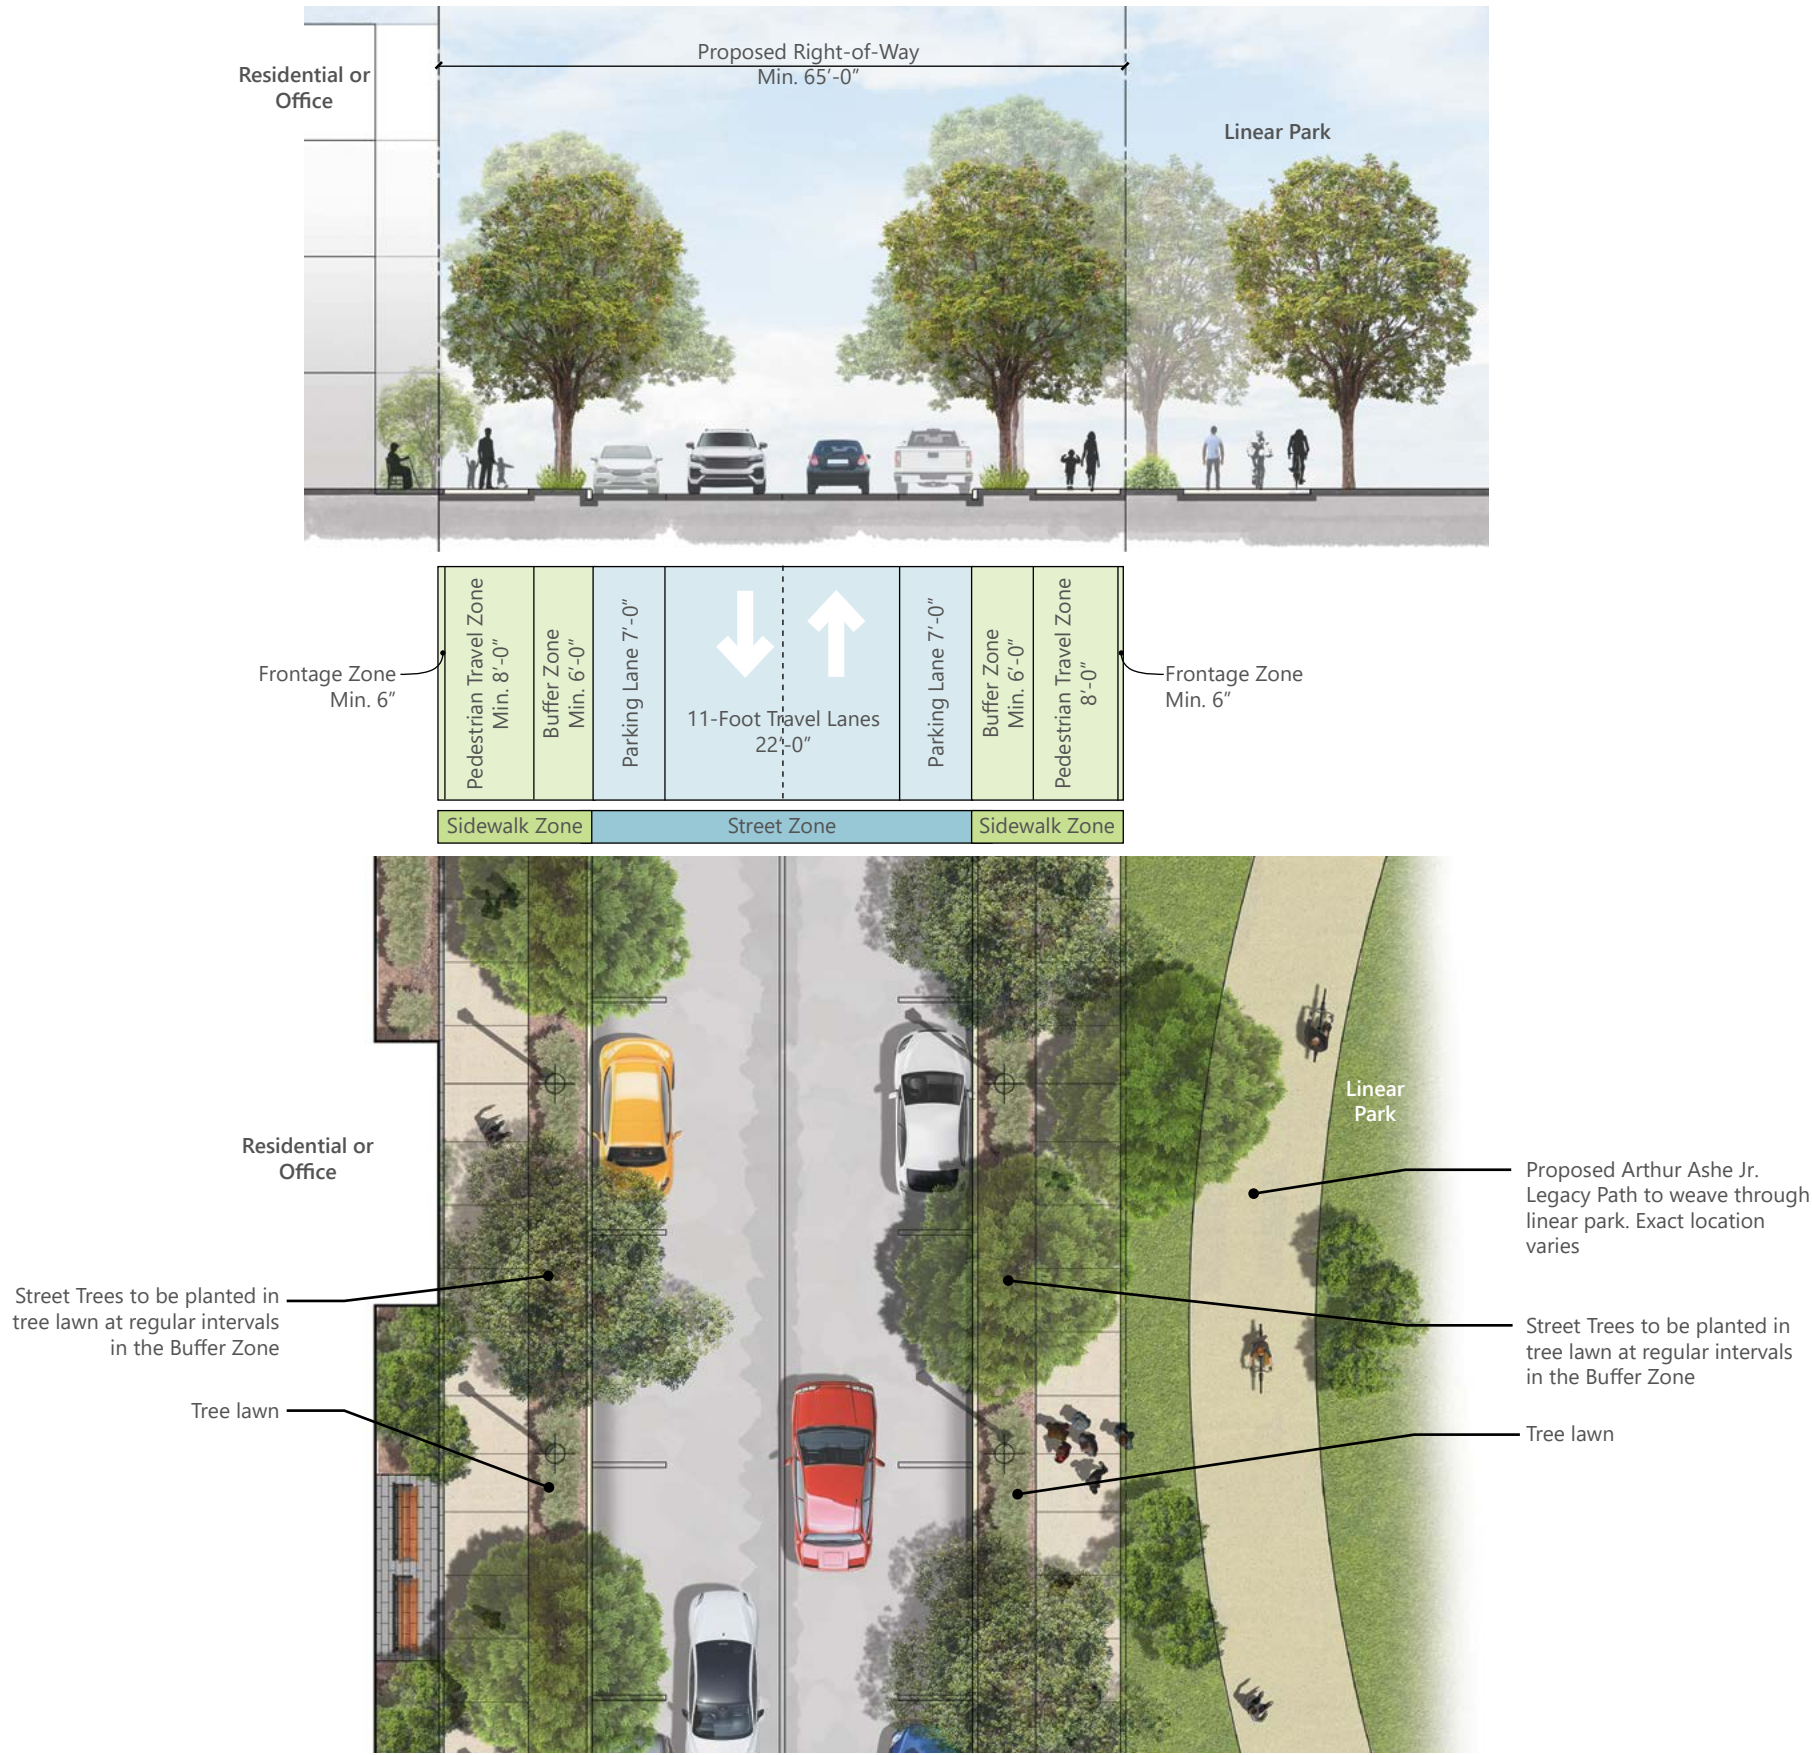 Proposed Right-of-Way
Min. 65’-0”
Residential or
Office
Linear Park
Frontage Zone
Min. 6”
Pedestrian Travel Zone
Min. 8’-0”
Buffer Zone
Min. 6’-0”
Parking Lane 7’-0”
11-Foot Travel Lanes
22’-0”
Parking Lane 7’-0”
Buffer Zone
Min. 6’-0”
Pedestrian Travel Zone
8’-0”
Frontage Zone
Min. 6”
Sidewalk Zone
Street Zone
Sidewalk Zone
Residential or
Office
Linear
Park
Proposed Arthur Ashe Jr.
Legacy Path to weave through
linear park. Exact location
varies
Street Trees to be planted in
tree lawn at regular intervals
in the Buffer Zone
Tree lawn
Street Trees to be planted in
tree lawn at regular intervals
in the Buffer Zone
Tree lawn